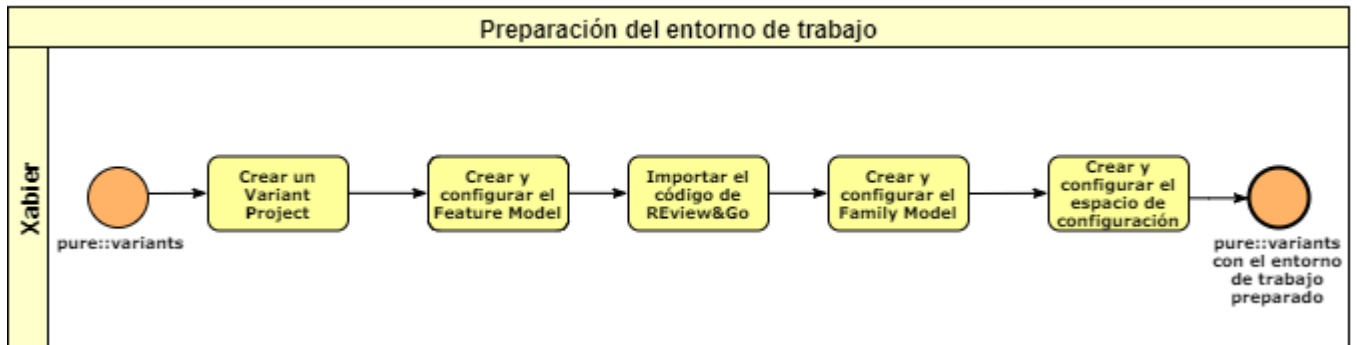 Preparación del entorno de trabajo
Xabier
pure::variants
Crear un
Variant
Project
Crear y
configurar el
Feature Model
Importar el
código de
REview&Go
Crear y
configurar el
Family Model
Crear y
configurar el
espacio de
configuración
pure::variants
con el entorno
de trabajo
preparado